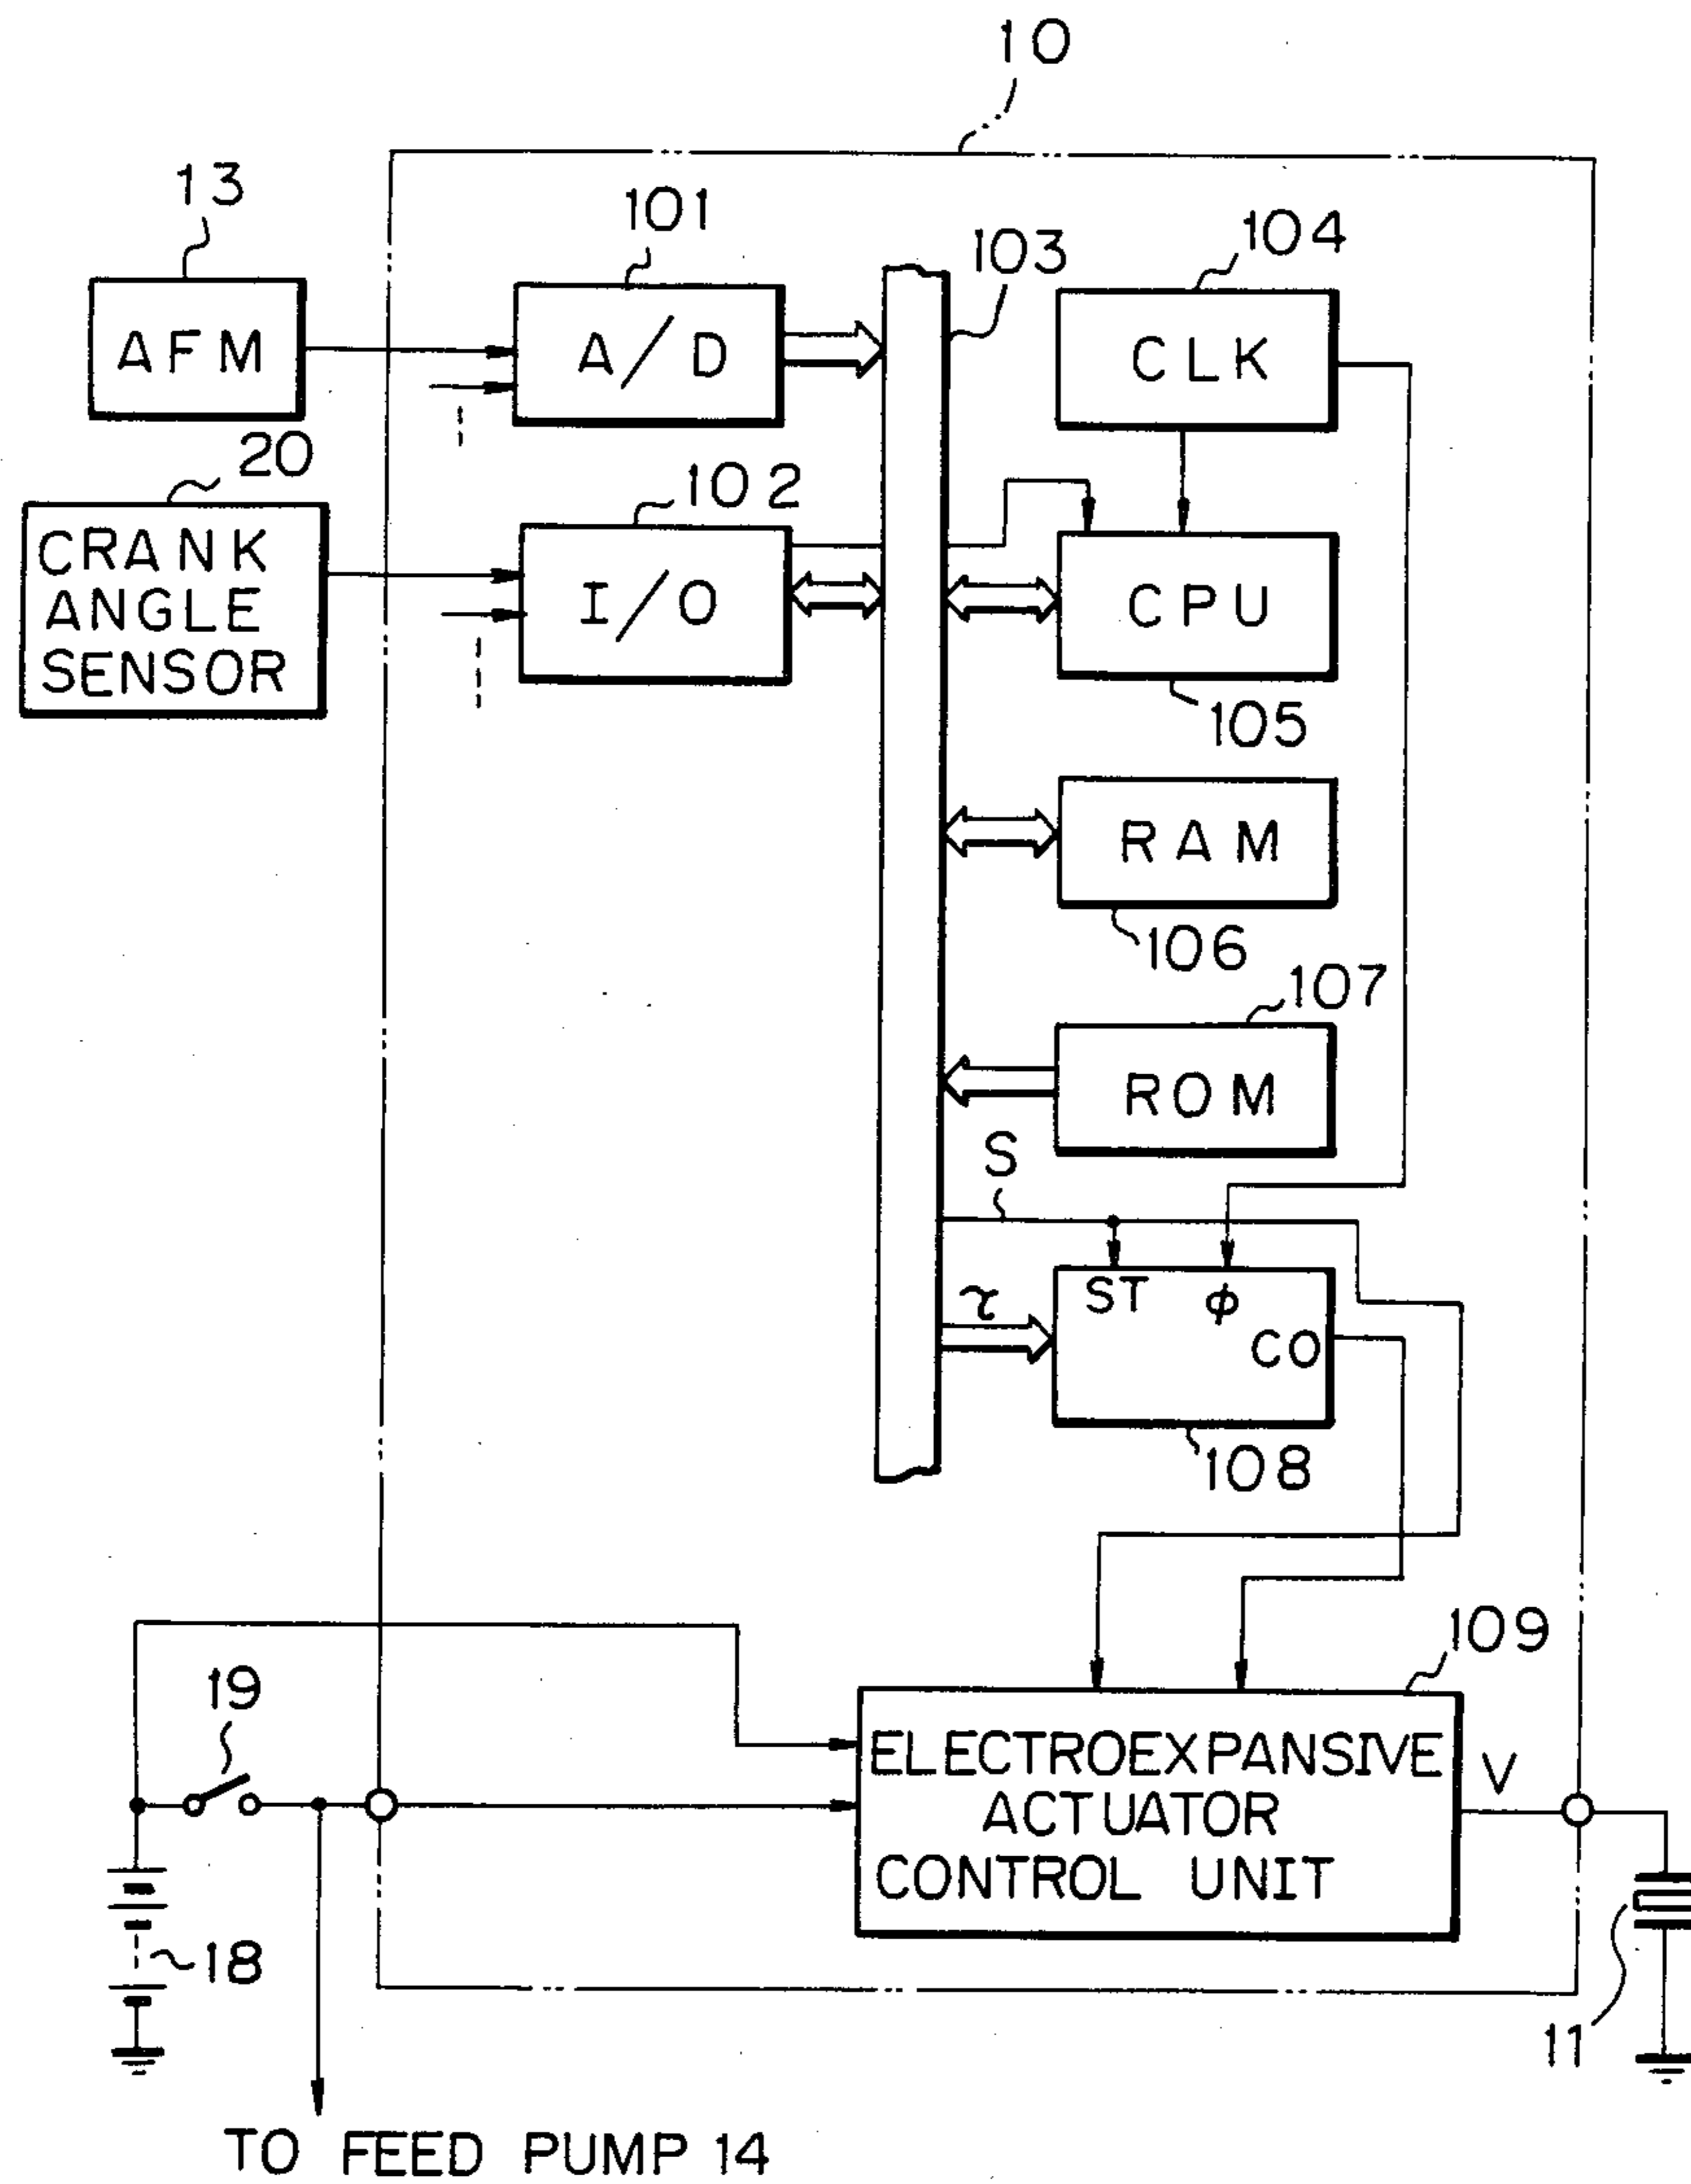 10
13
101
103
104
AFM
A/D
CLK
20
102
CRANK
ANGLE
SENSOR
I/O
CPU
105
RAM
106
107
ROM
S
τ
ST
φ
CO
108
109
19
ELECTROEXPANSIVE
ACTUATOR
CONTROL UNIT
V
18
11
TO FEED PUMP 14